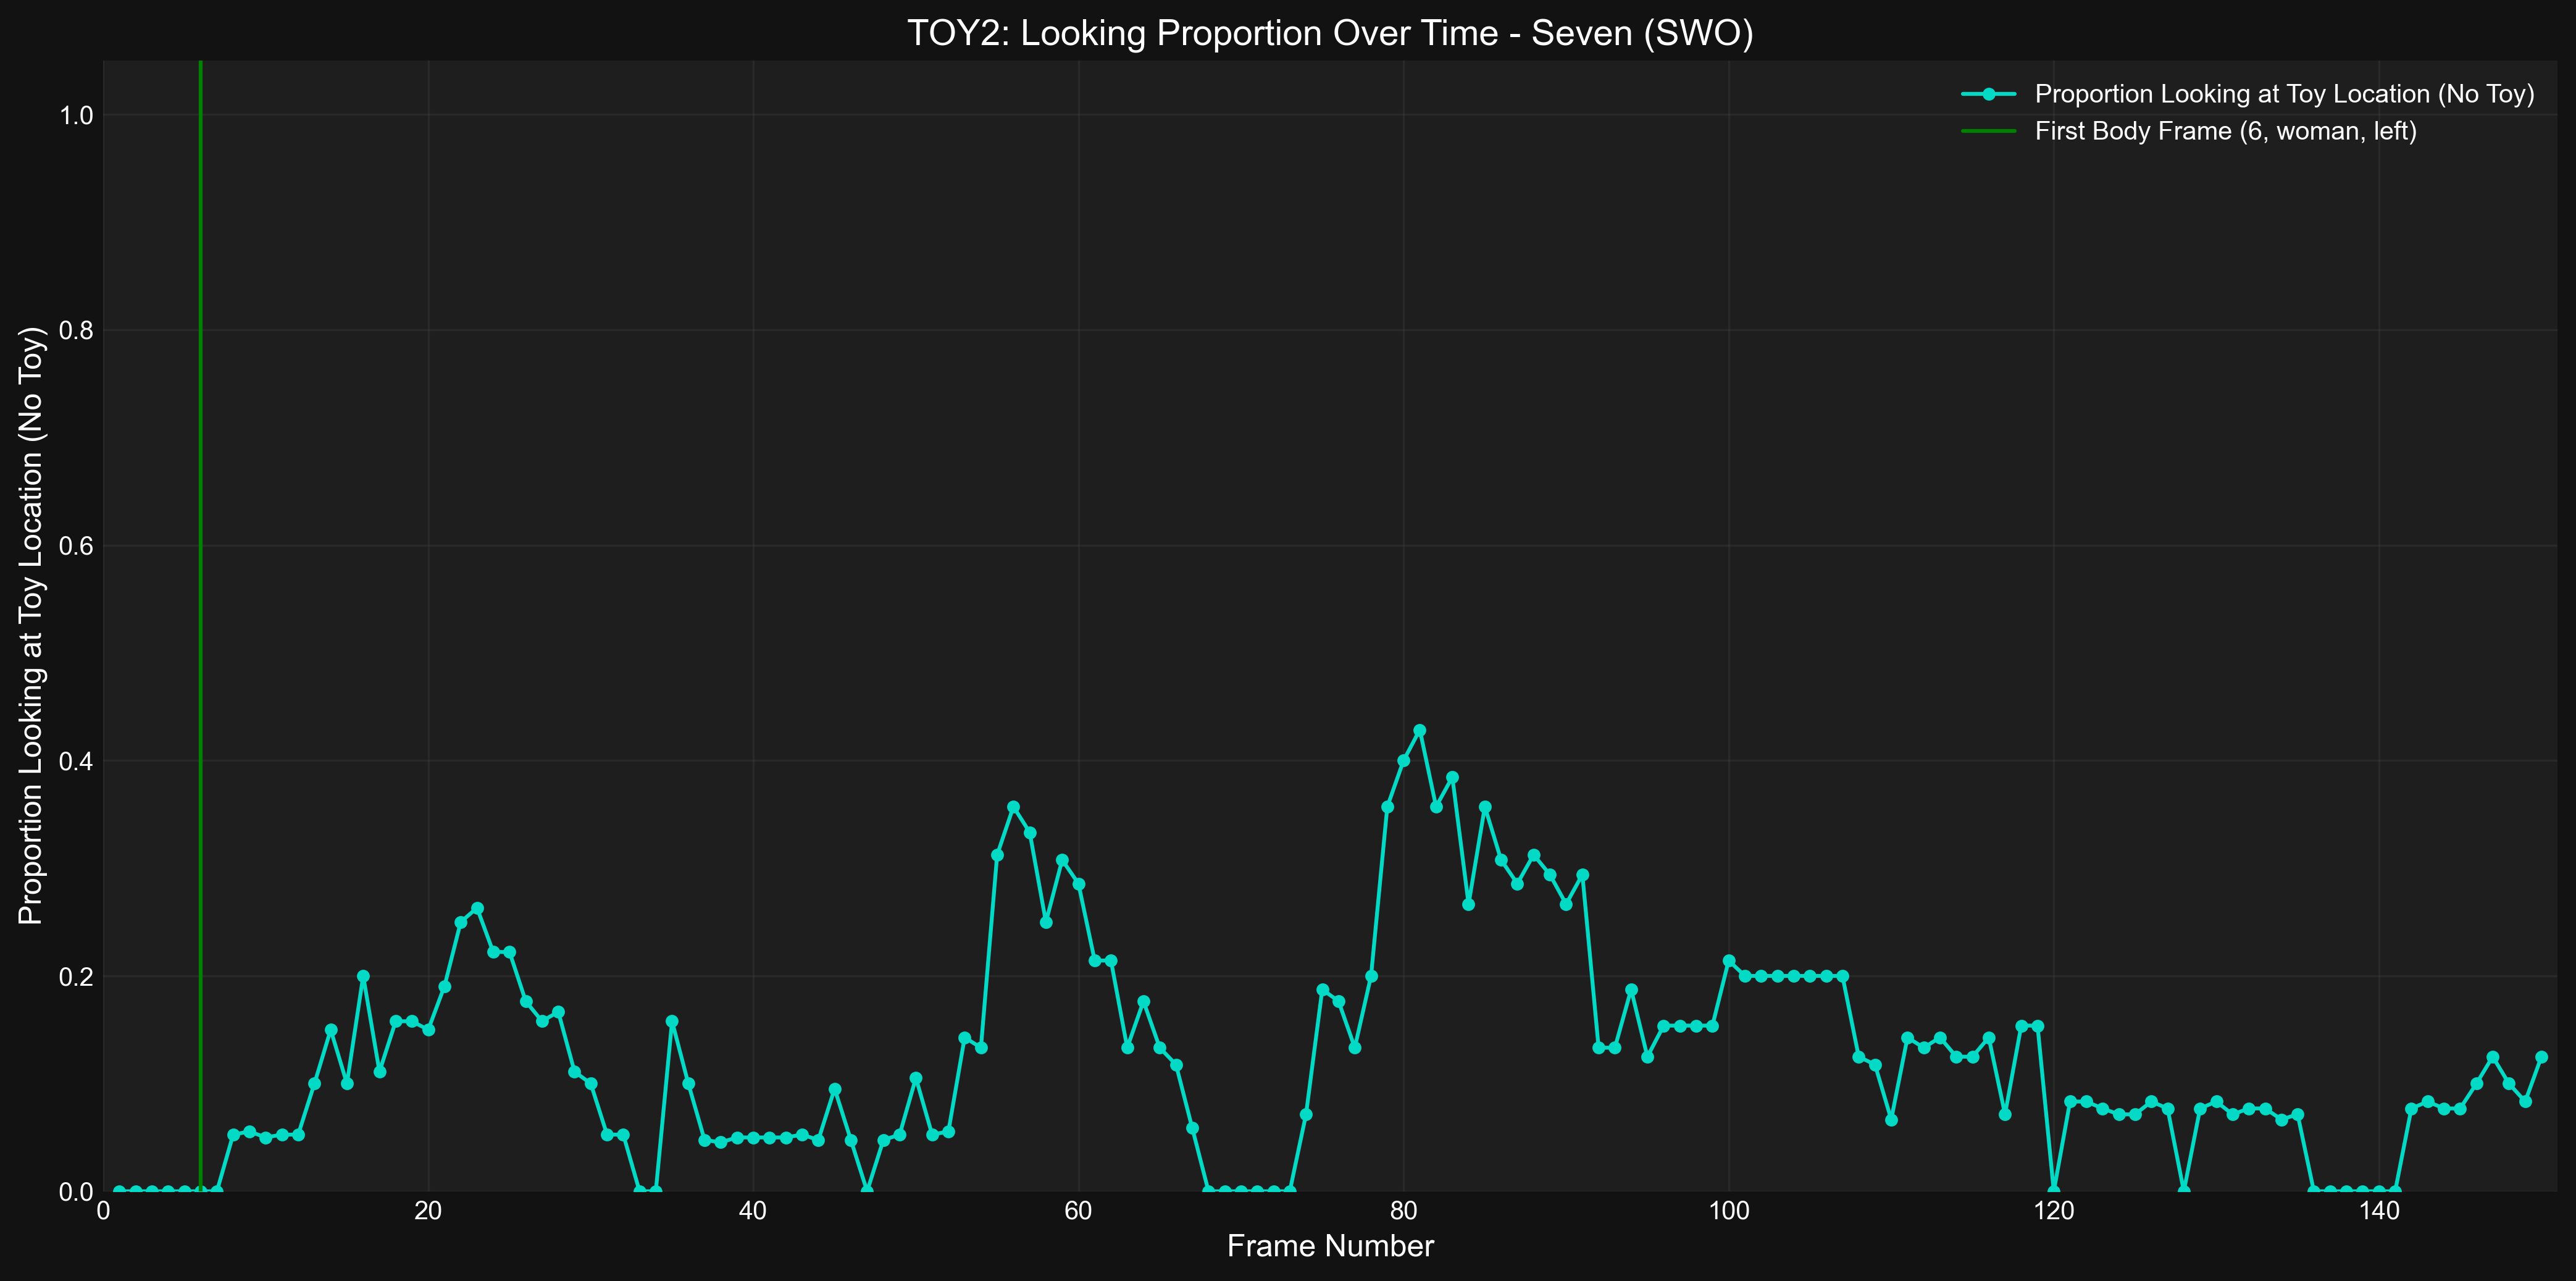 TOY2: Looking Proportion Over Time - Seven (SWO)
Proportion Looking at Toy Location (No Toy)
First Body Frame (6, woman, left)
Proportion Looking at Toy Location (No Toy)
1.0
0.8
0.6
0.4
0.2
0.0
0 20 40 60 80 100 120 140
Frame Number